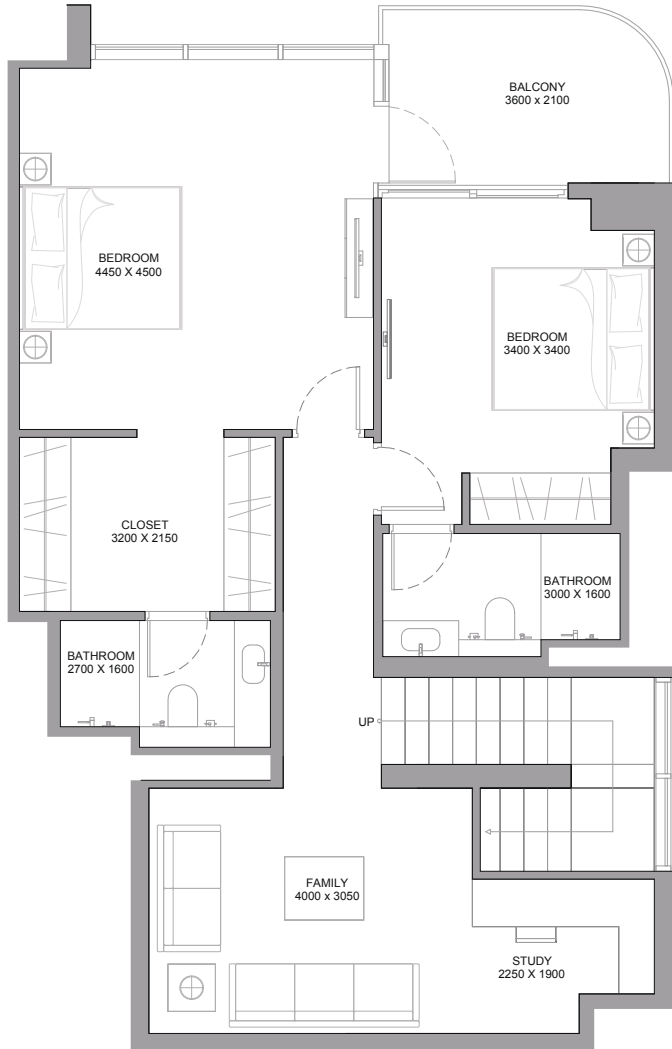 BALCONY
3600 x 2100
BEDROOM
4450 X 4500
BEDROOM
3400 X 3400
CLOSET
3200 X 2150
BATHROOM
3000 X 1600
BATHROOM
2700 X 1600
UP
FAMILY
4000 x 3050
STUDY
2250 X 1900